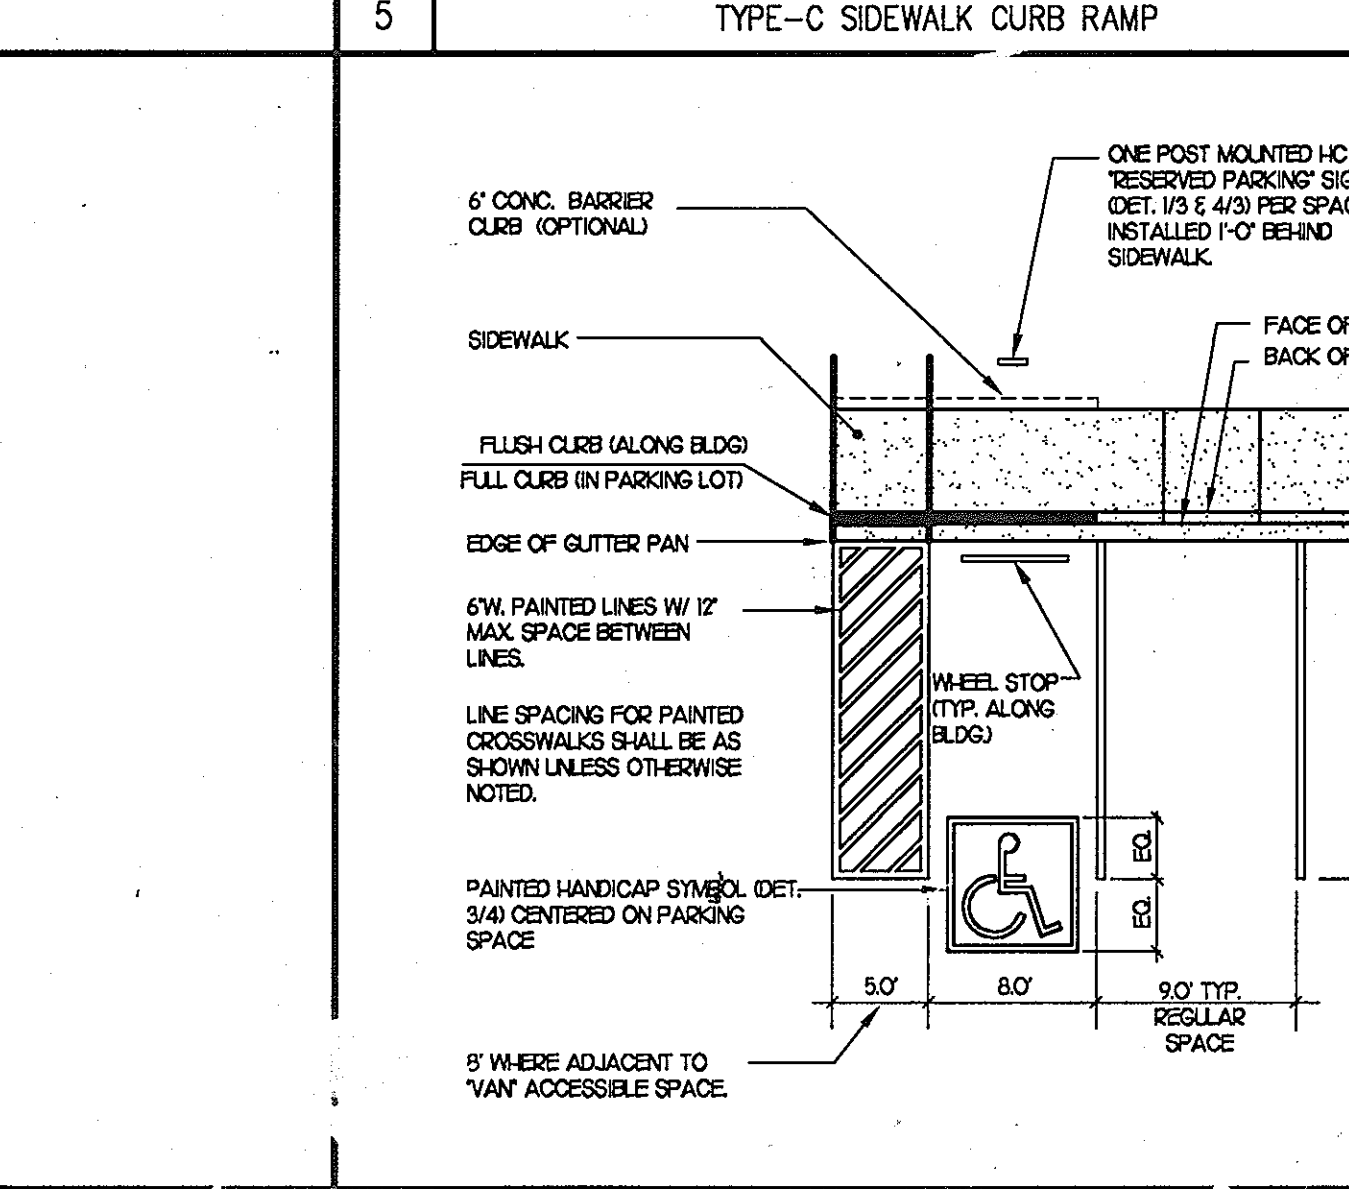 5
TYPE-C SIDEWALK CURB RAMP
ONE POST MOUNTED HC
"RESERVED PARKING"
(DET. 1/3 & 4/3) PER
INSTALLED 1'-0" BEHIND
SIDEWALK.
6" CONC. BARRIER
CURB (OPTIONAL)
SIDEWALK
FACE OF
BACK OF
FLUSH CURB (ALONG BLDG)
FULL CURB (IN PARKING LOT)
EDGE OF GUTTER PAN
6"W. PAINTED LINES W/ 12"
MAX. SPACE BETWEEN
LINES.
WHEEL STOP
(TYP. ALONG
BLDG.)
LINE SPACING FOR PAINTED
CROSSWALKS SHALL BE AS
SHOWN UNLESS OTHERWISE
NOTED.
EQ.
EQ.
PAINTED HANDICAP SYMBOL (DET.
3/4) CENTERED ON PARKING
SPACE
5.0'
8.0'
9.0' TYP.
REGULAR
SPACE
8' WHERE ADJACENT TO
"VAN" ACCESSIBLE SPACE.